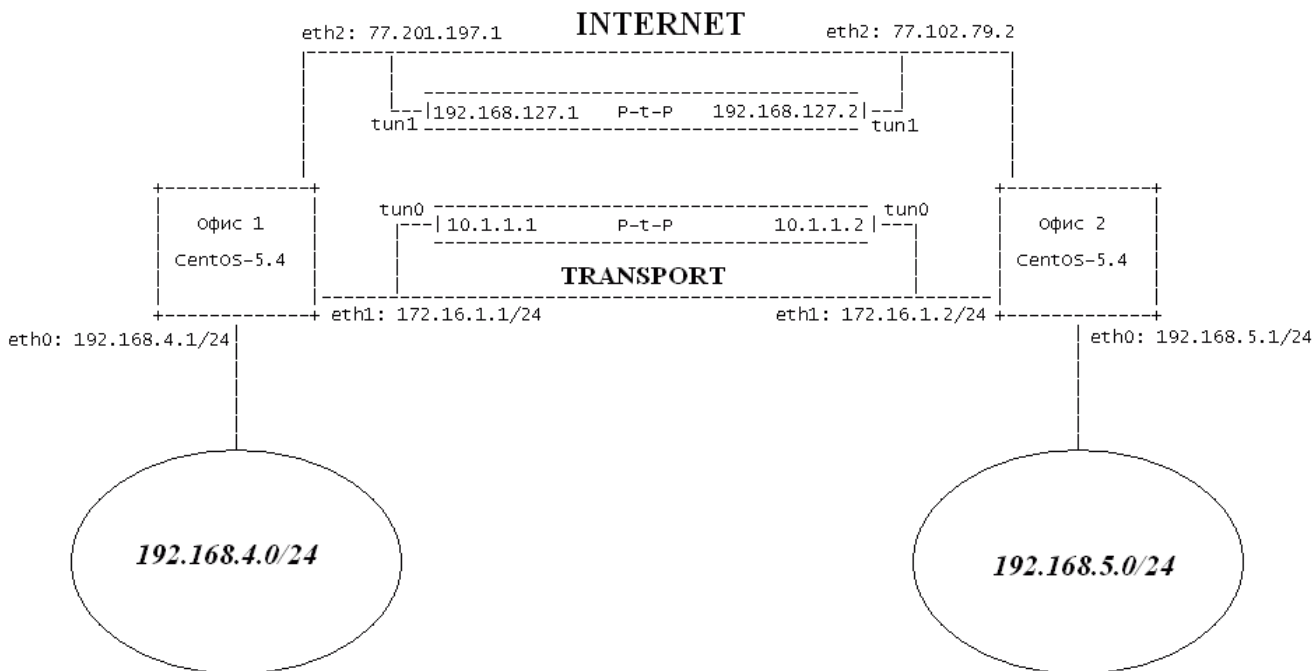 INTERNET
eth2: 77.201.197.1
eth2: 77.102.79.2
192.168.127.1 P-t-P 192.168.127.2
tun1
tun1
Офис 1
CentOS-5.4
tun0
tun0
10.1.1.1 P-t-P 10.1.1.2
Офис 2
CentOS-5.4
TRANSPORT
eth1: 172.16.1.1/24
eth1: 172.16.1.2/24
eth0: 192.168.4.1/24
eth0: 192.168.5.1/24
192.168.4.0/24
192.168.5.0/24